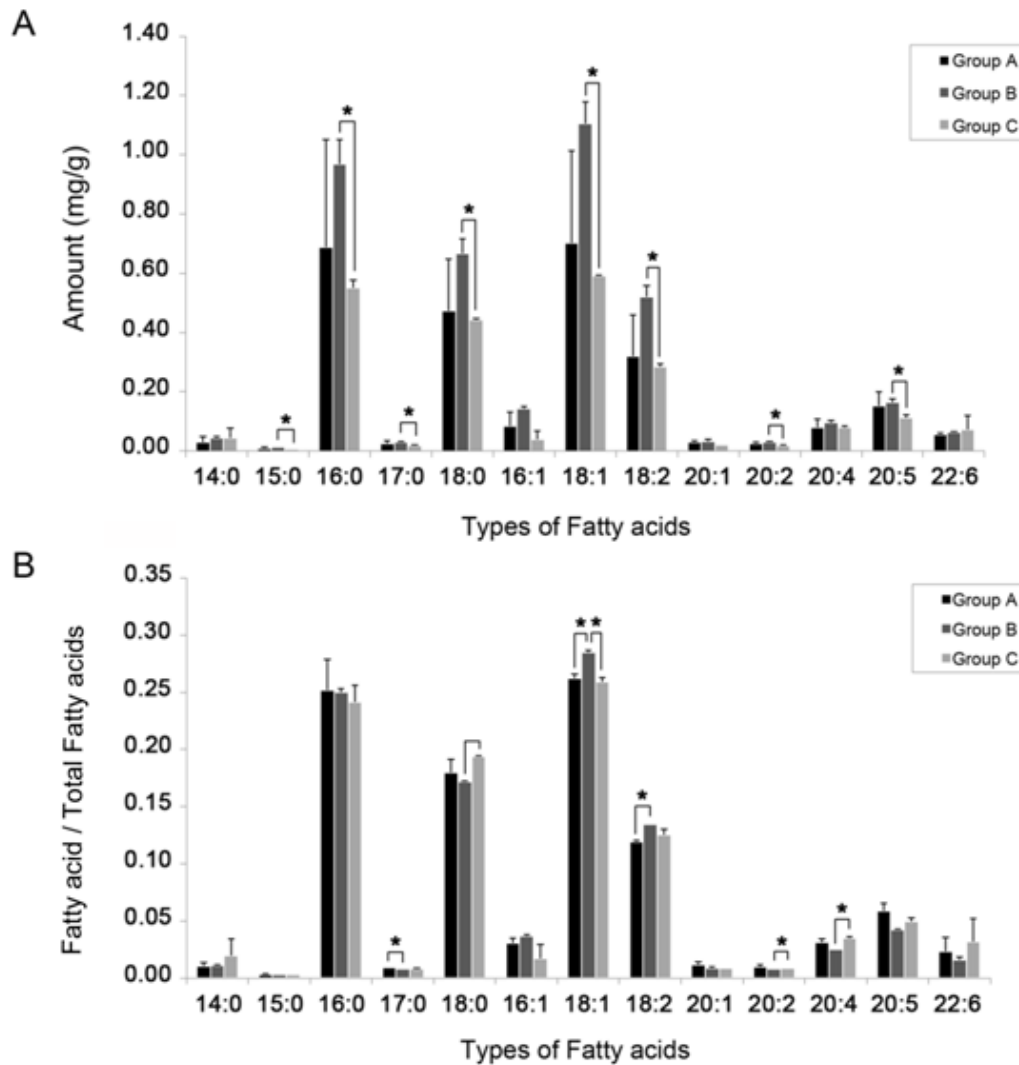 A
Amount (mg/g)
1.40
1.20
1.00
0.80
0.60
0.40
0.20
0.00
Group A
Group B
Group C
* * * * * * * *
14:0 15:0 16:0 17:0 18:0 16:1 18:1 18:2 20:1 20:2 20:4 20:5 22:6
Types of Fatty acids
B
Fatty acid / Total Fatty acids
0.35
0.30
0.25
0.20
0.15
0.10
0.05
0.00
Group A
Group B
Group C
* * * * * *
14:0 15:0 16:0 17:0 18:0 16:1 18:1 18:2 20:1 20:2 20:4 20:5 22:6
Types of Fatty acids